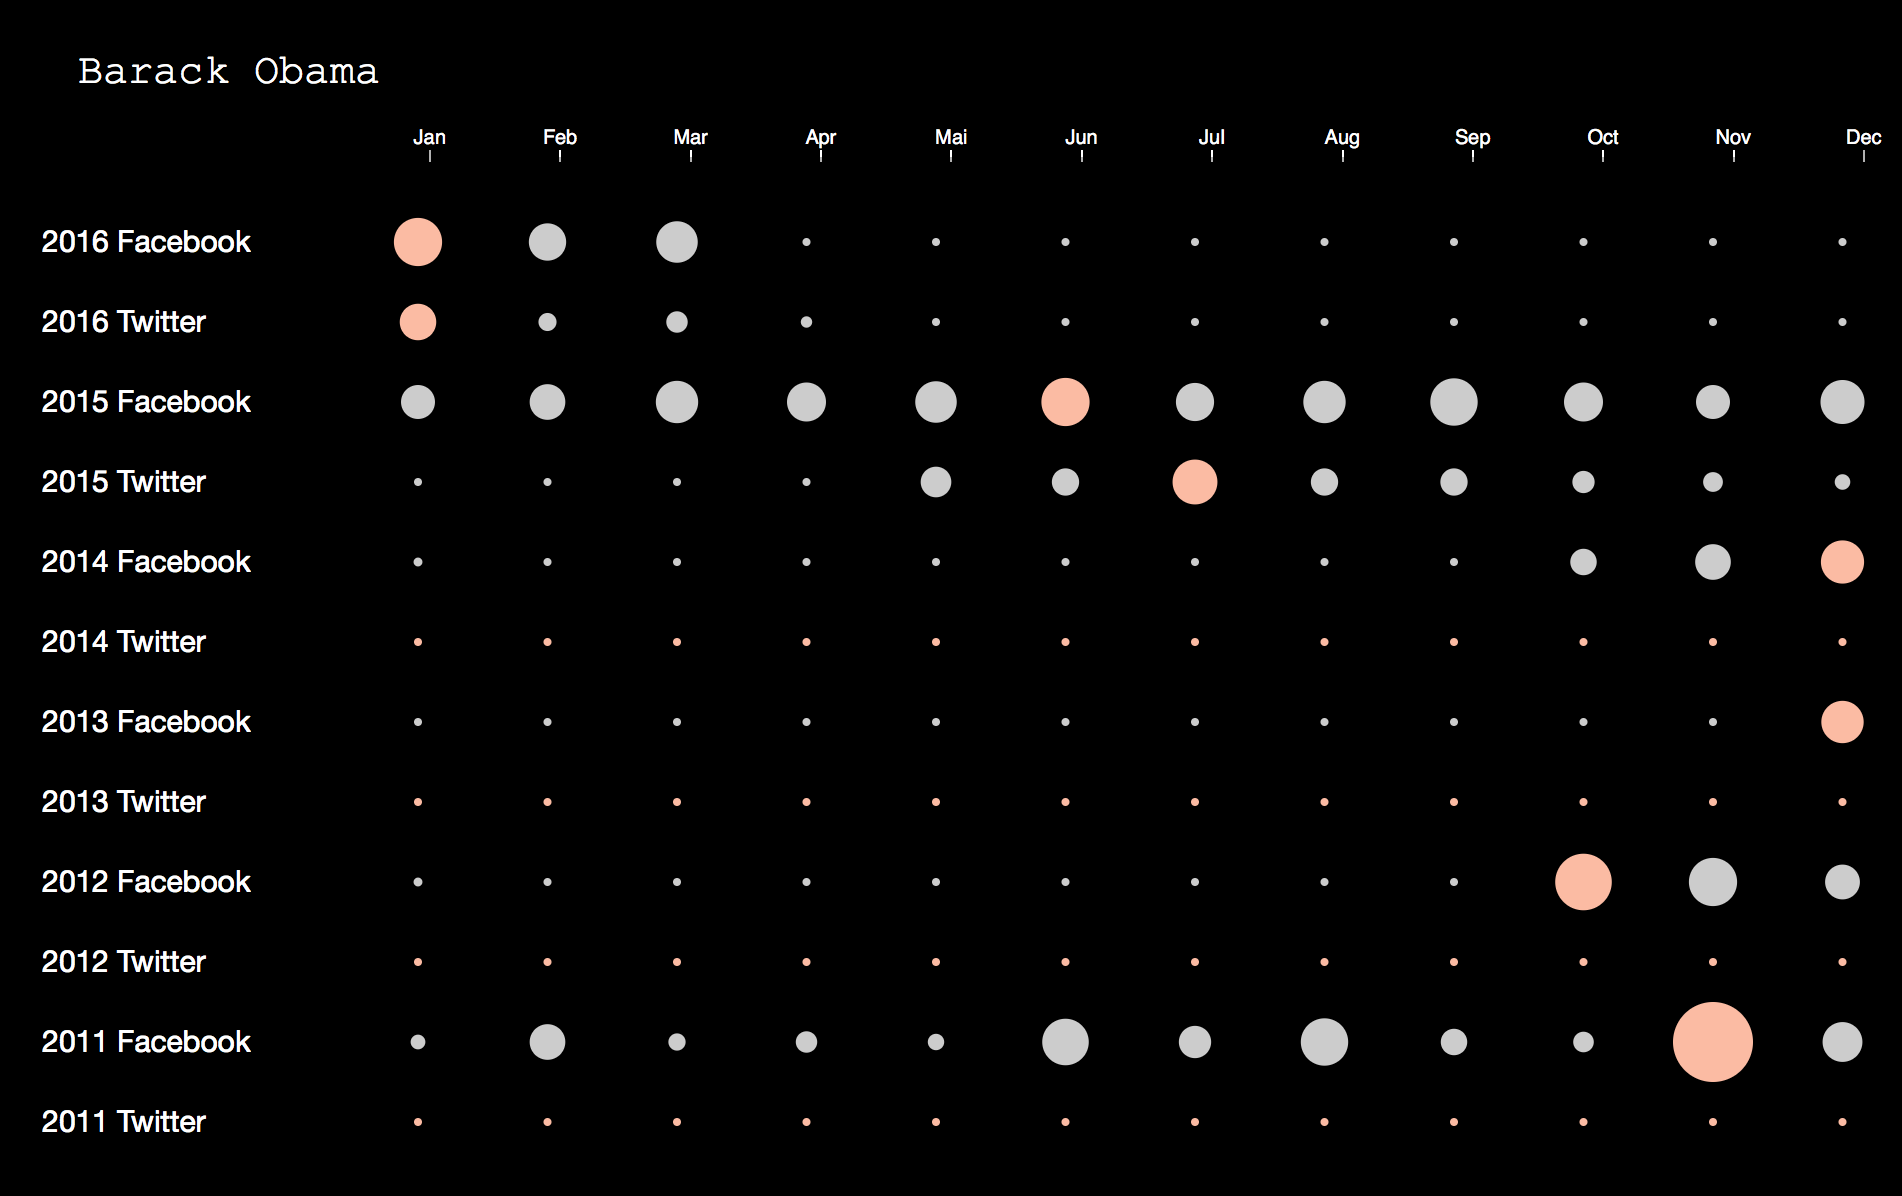 Barack Obama
Jan Feb Mar Apr Mai Jun Jul Aug Sep Oct Nov Dec
2016 Facebook
2016 Twitter
2015 Facebook
2015 Twitter
2014 Facebook
2014 Twitter
2013 Facebook
2013 Twitter
2012 Facebook
2012 Twitter
2011 Facebook
2011 Twitter